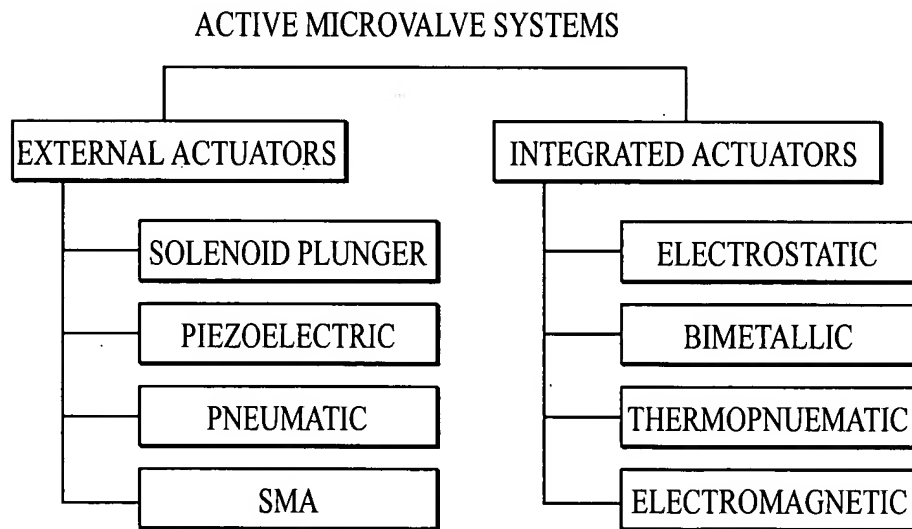 ACTIVE MICROVALVE SYSTEMS
EXTERNAL ACTUATORS
SOLENOID PLUNGER
PIEZOELECTRIC
PNEUMATIC
SMA
INTEGRATED ACTUATORS
ELECTROSTATIC
BIMETALLIC
THERMOPNUEMATIC
ELECTROMAGNETIC